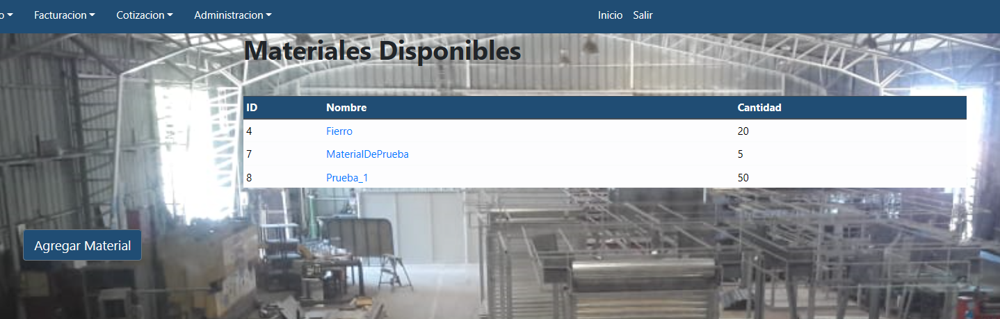 o Facturacion Cotizacion Administracion Inicio Salir
Materiales Disponibles
ID Nombre Cantidad
4 Fierro 20
7 MaterialDePrueba 5
8 Prueba_1 50
Agregar Material